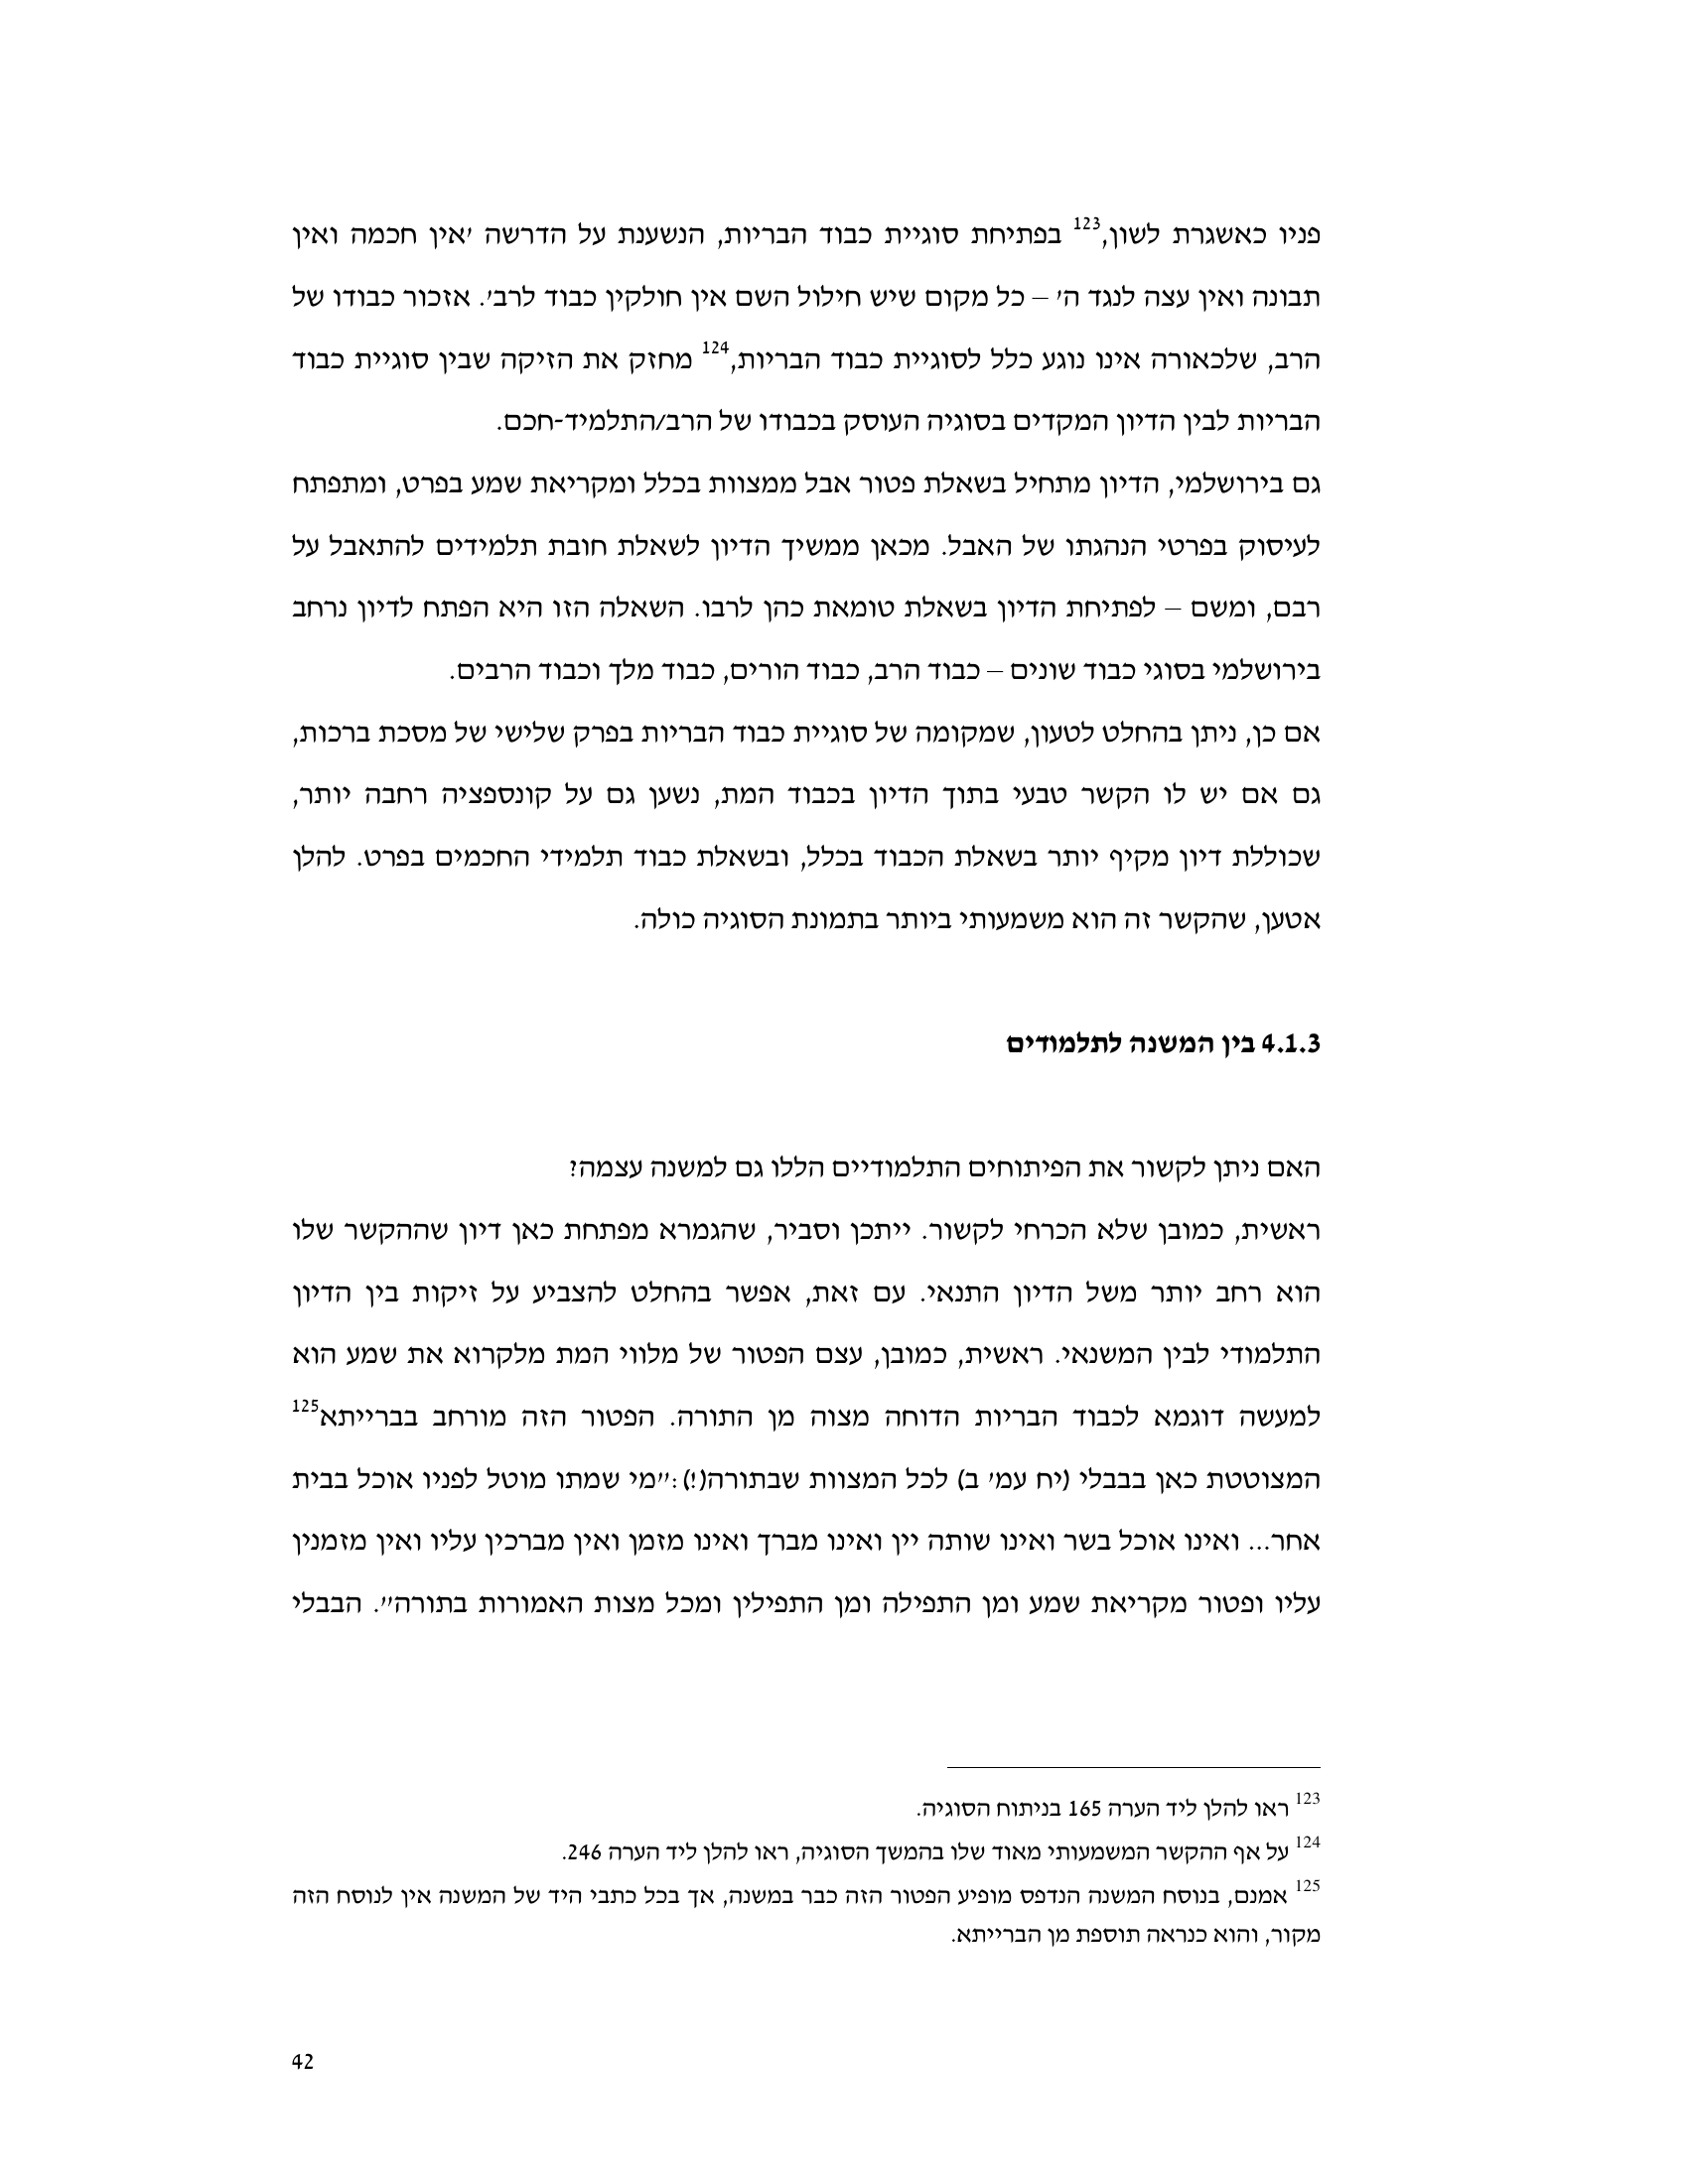 פניו כאשגרת לשון,123 בפתיחת סוגיית כבוד הבריות, הנשענת על הדרשה 'אין חכמה ואין
תבונה ואין עצה לנגד ה' – כל מקום שיש חילול השם אין חולקין כבוד לרב'. אזכור כבודו של
הרב, שלכאורה אינו נוגע כלל לסוגיית כבוד הבריות,124 מחזק את הזיקה שבין סוגיית כבוד
הבריות לבין הדיון המקדים בסוגיה העוסק בכבודו של הרב/התלמיד-חכם.
גם בירושלמי, הדיון מתחיל בשאלת פטור אבל ממצוות בכלל ומקריאת שמע בפרט, ומתפתח
לעיסוק בפרטי הנהגתו של האבל. מכאן ממשיך הדיון לשאלת חובת תלמידים להתאבל על
רבם, ומשם – לפתיחת הדיון בשאלת טומאת כהן לרבו. השאלה הזו היא הפתח לדיון נרחב
בירושלמי בסוגי כבוד שונים – כבוד הרב, כבוד הורים, כבוד מלך וכבוד הרבים.
אם כן, ניתן בהחלט לטעון, שמקומה של סוגיית כבוד הבריות בפרק שלישי של מסכת ברכות,
גם אם יש לו הקשר טבעי בתוך הדיון בכבוד המת, נשען גם על קונספציה רחבה יותר,
שכוללת דיון מקיף יותר בשאלת הכבוד בכלל, ובשאלת כבוד תלמידי החכמים בפרט. להלן
אטען, שהקשר זה הוא משמעותי ביותר בתמונת הסוגיה כולה.
4.1.3 בין המשנה לתלמודים
האם ניתן לקשור את הפיתוחים התלמודיים הללו גם למשנה עצמה?
ראשית, כמובן שלא הכרחי לקשור. ייתכן וסביר, שהגמרא מפתחת כאן דיון שההקשר שלו
הוא רחב יותר משל הדיון התנאי. עם זאת, אפשר בהחלט להצביע על זיקות בין הדיון
התלמודי לבין המשנאי. ראשית, כמובן, עצם הפטור של מלווי המת מלקרוא את שמע הוא
למעשה דוגמא לכבוד הבריות הדוחה מצוה מן התורה. הפטור הזה מורחב בברייתא125
המצוטטת כאן בבבלי (יח עמ' ב) לכל המצוות שבתורה(!):"מי שמתו מוטל לפניו אוכל בבית
אחר... ואינו אוכל בשר ואינו שותה יין ואינו מברך ואינו מזמן ואין מברכין עליו ואין מזמנין
עליו ופטור מקריאת שמע ומן התפילה ומן התפילין ומכל מצות האמורות בתורה". הבבלי
123 ראו להלן ליד הערה 165 בניתוח הסוגיה.
124 על אף ההקשר המשמעותי מאוד שלו בהמשך הסוגיה, ראו להלן ליד הערה 246.
125 אמנם, בנוסח המשנה הנדפס מופיע הפטור הזה כבר במשנה, אך בכל כתבי היד של המשנה אין לנוסח הזה
מקור, והוא כנראה תוספת מן הברייתא.
42